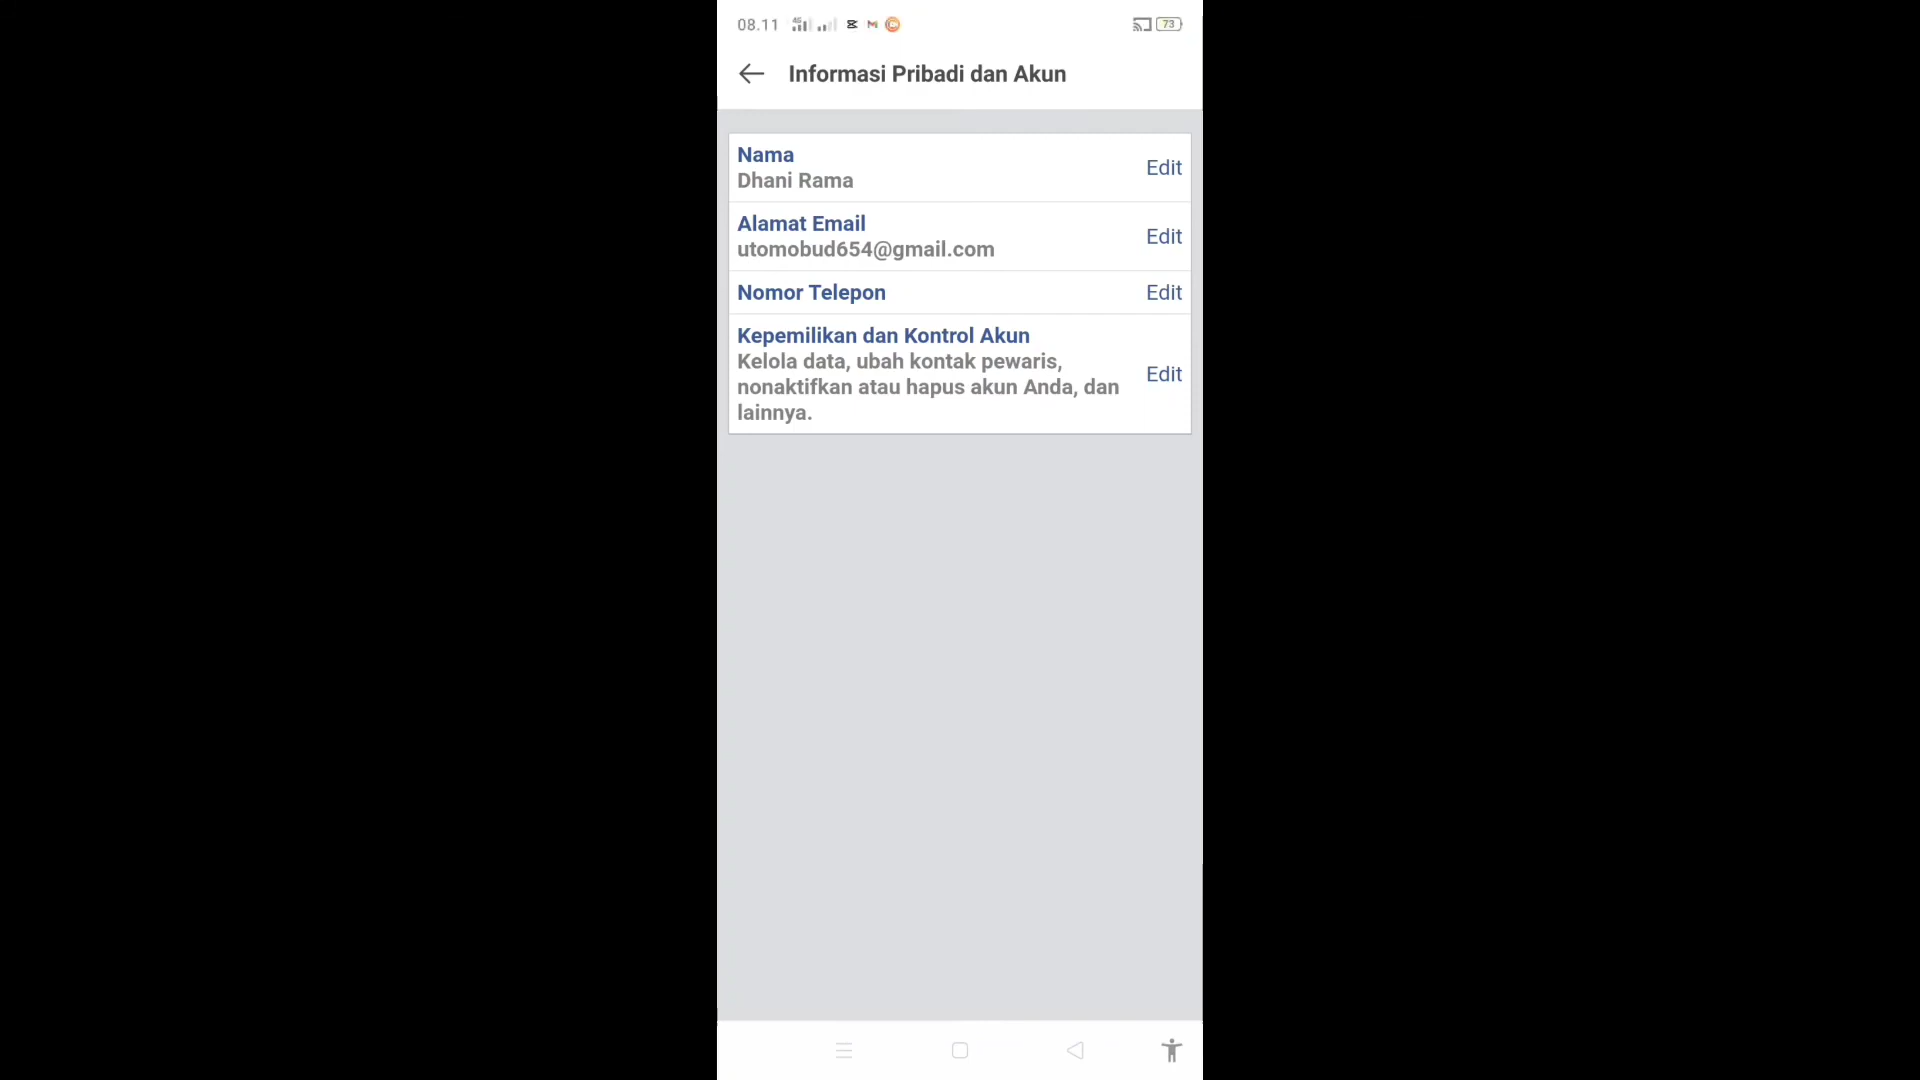 08.11
73
Informasi Pribadi dan Akun
Nama
Dhani Rama
Edit
Alamat Email
utomobud654@gmail.com
Edit
Nomor Telepon
Edit
Kepemilikan dan Kontrol Akun
Kelola data, ubah kontak pewaris,
nonaktifkan atau hapus akun Anda, dan
lainnya.
Edit